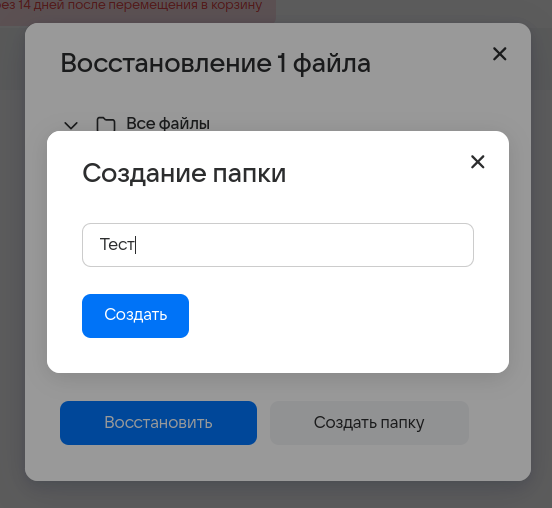 ез 14 дней после перемещения в корзину
Восстановление 1 файла
Все файлы
Создание папки
Тест
Создать
Восстановить
Создать папку